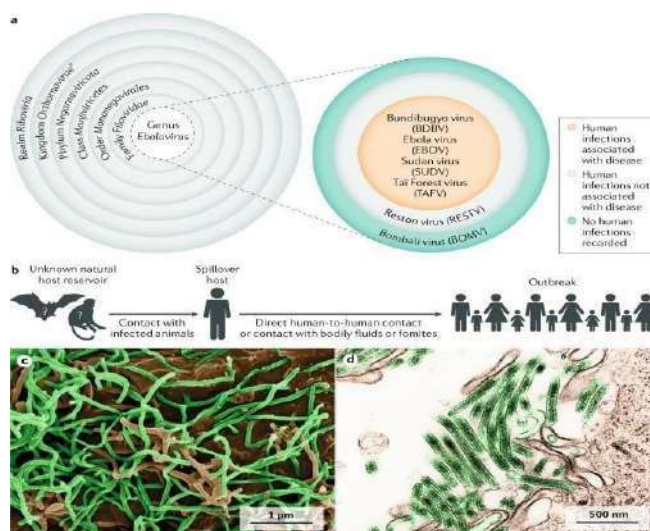 a
Realm Riboviria
Kingdom Orthornavirae
Phylum Negarnaviricota
Class Monjiviricetes
Order Mononegavirales
Family Filoviridae
Genus
Ebolavirus
Bundibugyo virus
(BDBV)
Ebola virus
(EBOV)
Sudan virus
(SUDV)
Taï Forest virus
(TAFV)
Reston virus (RESTV)
Bombali virus (BOMV)
Human
infections
associated
with disease
Human
infections not
associated
with disease
No human
infections
recorded
b
Unknown natural
host reservoir
? ?
Contact with
infected animals
Spillover
host
Direct human-to-human contact
or contact with bodily fluids or fomites
Outbreak
c
1 µm
d
500 nm